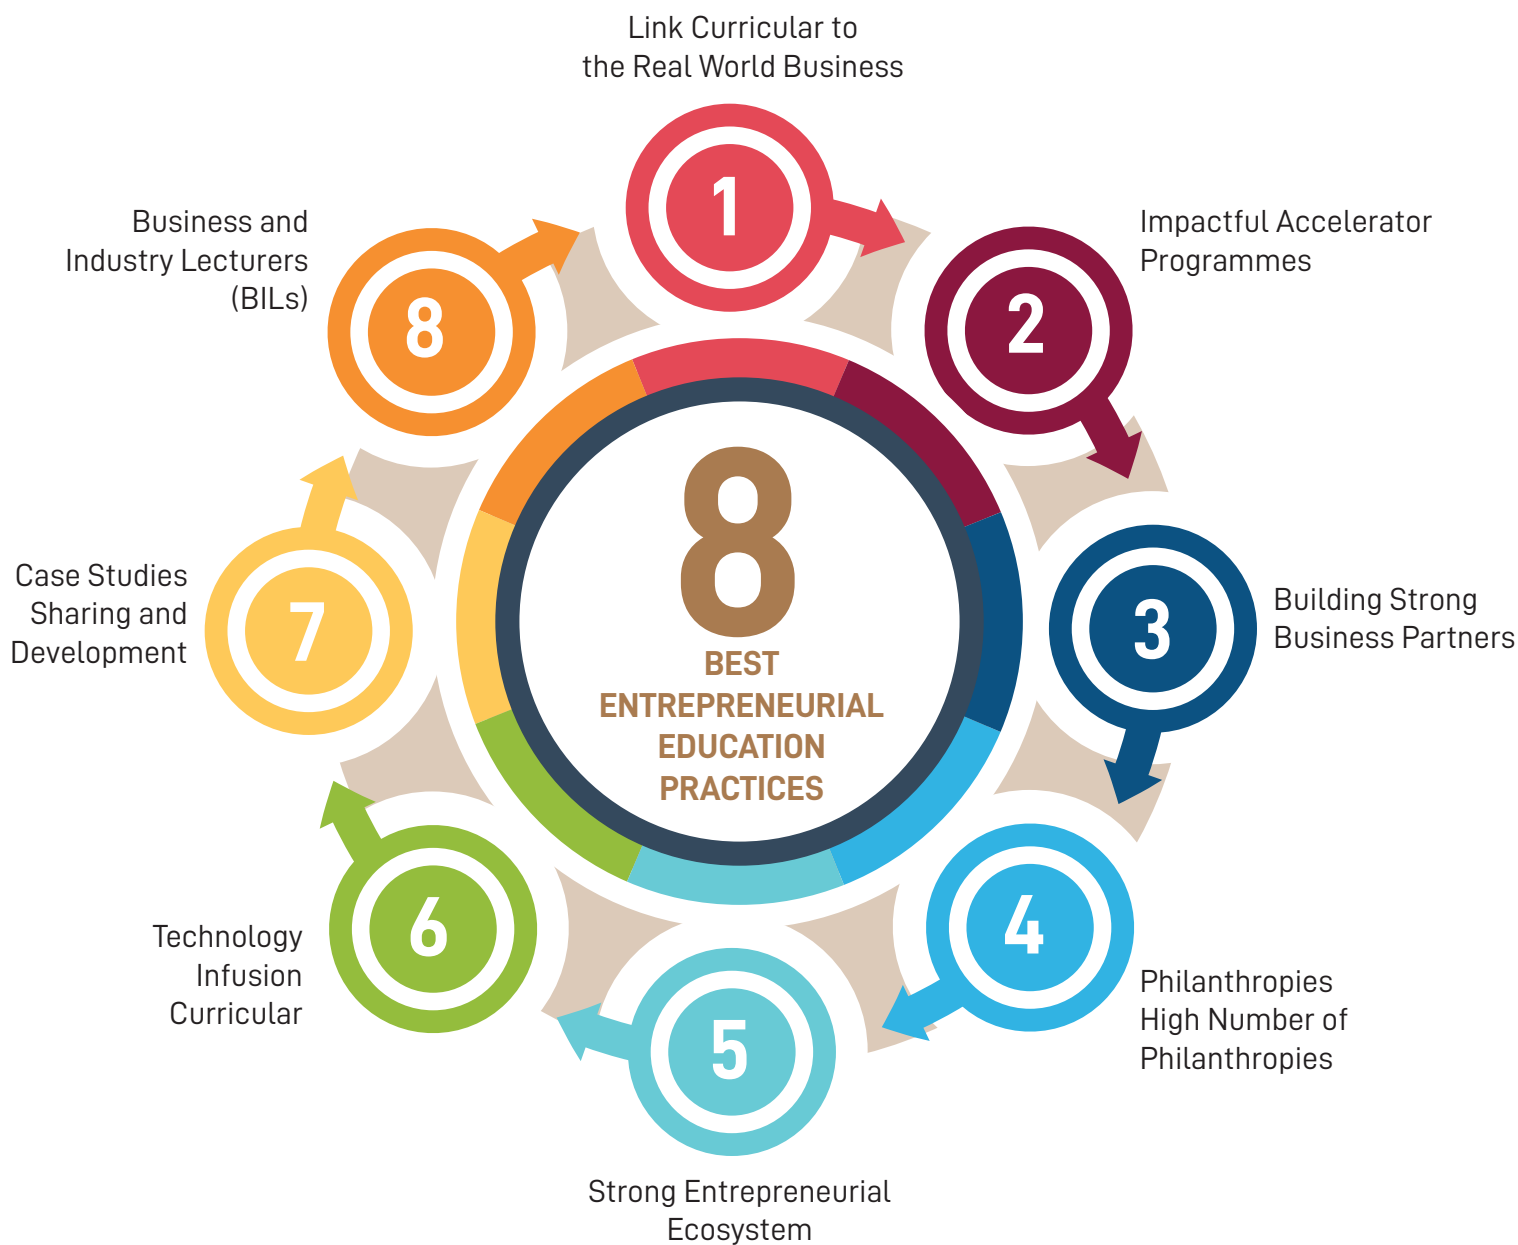 Link Curricular to
the Real World Business
1
Impactful Accelerator
Programmes
2
Building Strong
Business Partners
3
Philanthropies
High Number of
Philanthropies
4
Strong Entrepreneurial
Ecosystem
5
Technology
Infusion
Curricular
6
Case Studies
Sharing and
Development
7
Business and
Industry Lecturers
(BILs)
8
8
BEST
ENTREPRENEURIAL
EDUCATION
PRACTICES